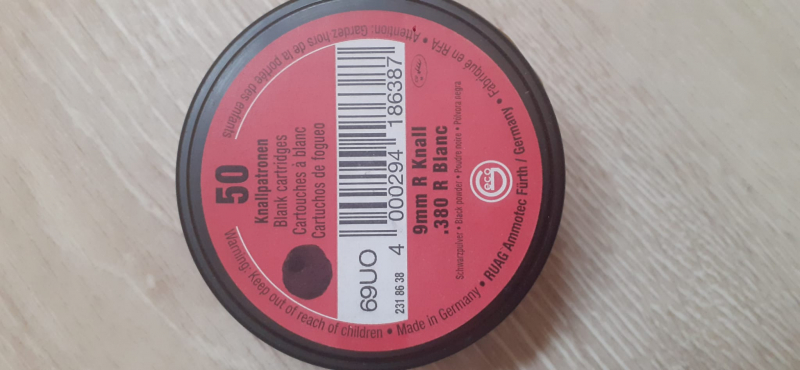 50
Knallpatronen
Blank cartridges
Cartouches à blanc
Cartuchos de fogueo
69UO
231 86 38
4 000294 186387
9mm R Knall
.380 R Blanc
Schwarzpulver • Black powder • Poudre noire • Polvora negra
geco
Warning: Keep out of reach of children • Made in Germany • RUAG Ammotec Fürth / Germany • Fabriqué en RFA • Attention: Gardez hors de la portée des enfants